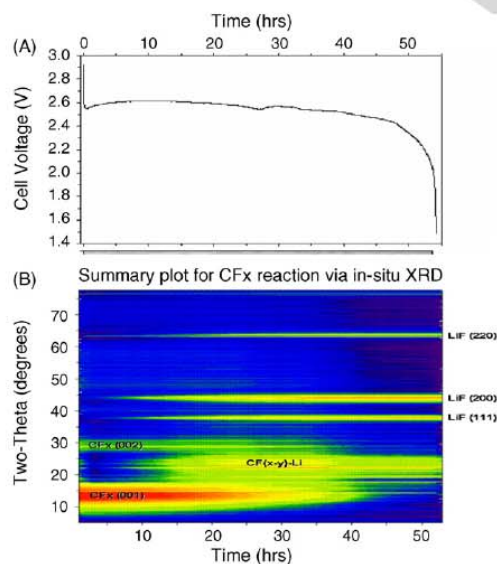 Time (hrs)
(A)
0 10 20 30 40 50
3.0
2.8
2.6
2.4
2.2
2.0
1.8
1.6
1.4
Cell Voltage (V)
(B) Summary plot for CFx reaction via in-situ XRD
70
60
50
40
30
20
10
Two-Theta (degrees)
LiF (220)
LiF (200)
LiF (111)
CFx (002)
CF(x-y)-Li
CFx (001)
10 20 30 40 50
Time (hrs)